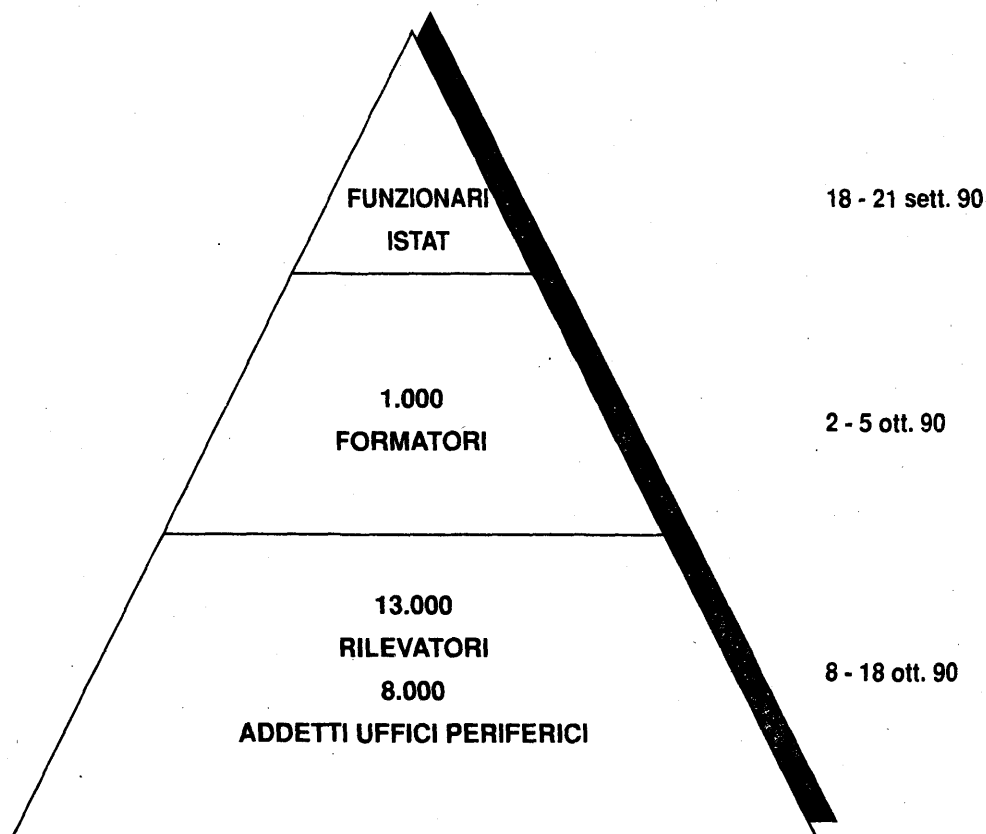 FUNZIONARI
ISTAT
18 - 21 sett. 90
1.000
FORMATORI
2 - 5 ott. 90
13.000
RILEVATORI
8.000
ADDETTI UFFICI PERIFERICI
8 - 18 ott. 90